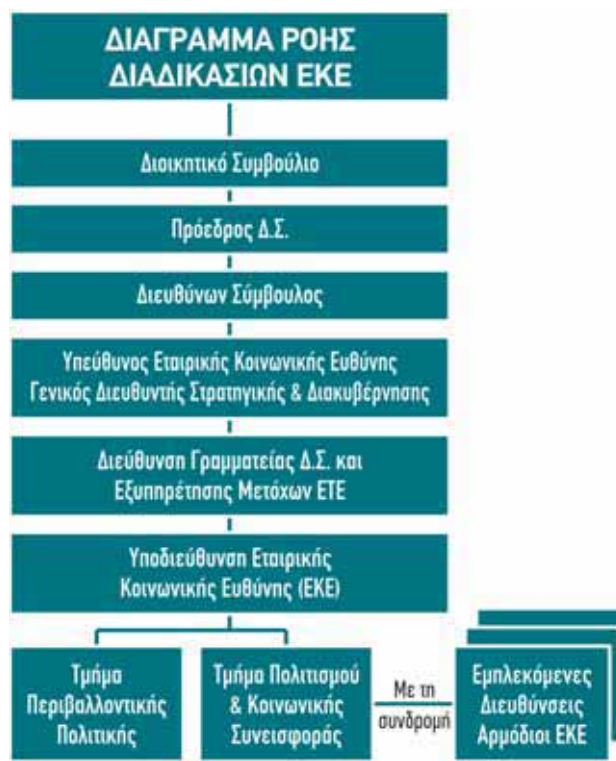 ΔΙΑΓΡΑΜΜΑ ΡΟΗΣ
ΔΙΑΔΙΚΑΣΙΩΝ ΕΚΕ
Διοικητικό Συμβούλιο
Πρόεδρος Δ.Σ.
Διευθύνων Σύμβουλος
Υπεύθυνος Εταιρικής Κοινωνικής Ευθύνης
Γενικός Διευθυντής Στρατηγικής & Διακυβέρνησης
Διεύθυνση Γραμματείας Δ.Σ. και
Εξυπηρέτησης Μετόχων ΕΤΕ
Υποδιεύθυνση Εταιρικής
Κοινωνικής Ευθύνης (ΕΚΕ)
Τμήμα
Περιβαλλοντικής
Πολιτικής
Τμήμα Πολιτισμού
& Κοινωνικής
Συνεισφοράς
Με τη
συνδρομή
Εμπλεκόμενες
Διευθύνσεις
Αρμόδιοι ΕΚΕ